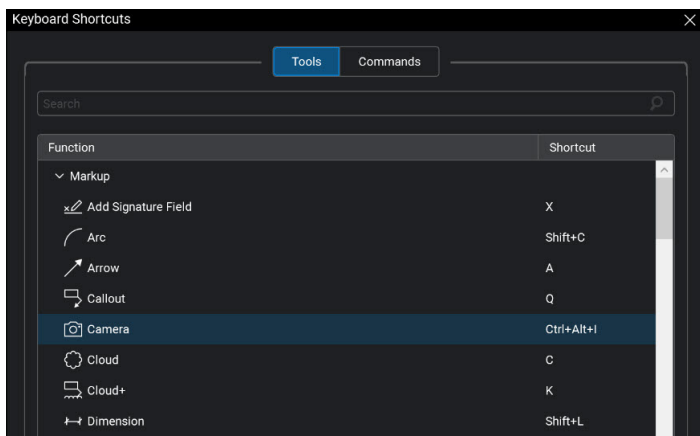 Keyboard Shortcuts
Tools Commands
Search
Function Shortcut
Markup
Add Signature Field X
Arc Shift+C
Arrow A
Callout Q
Camera Ctrl+Alt+I
Cloud C
Cloud+ K
Dimension Shift+L